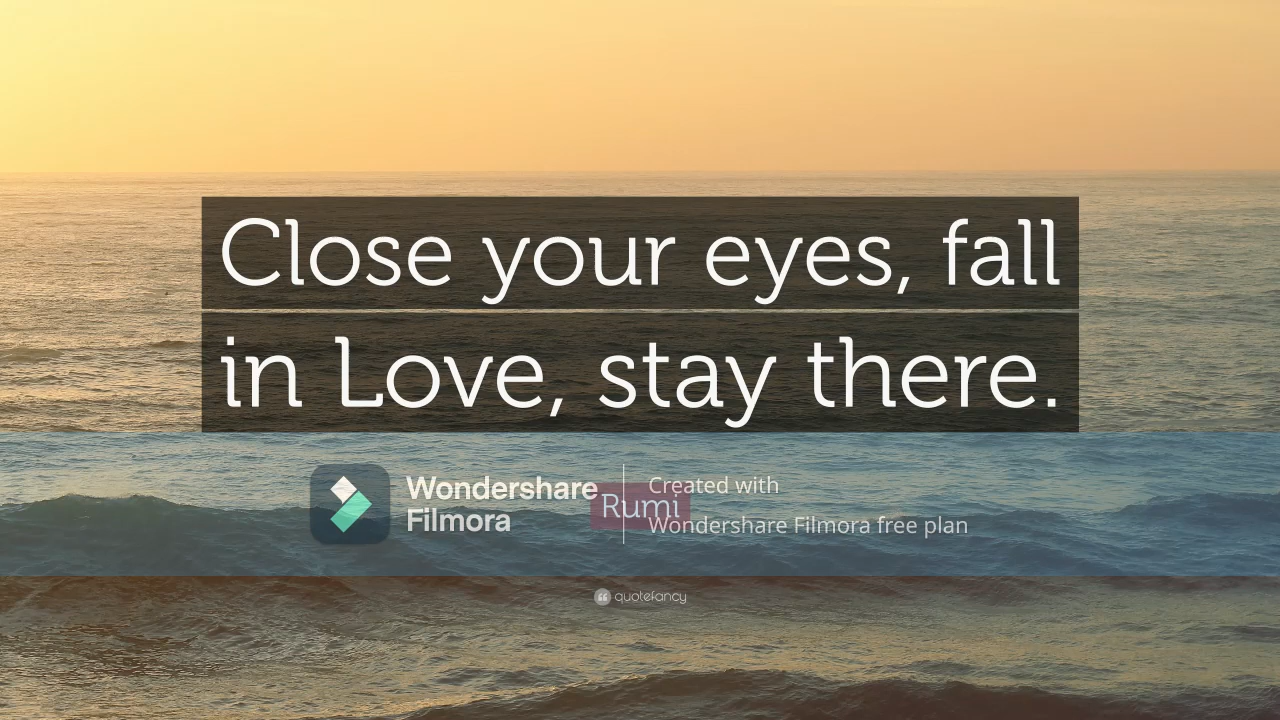 Close your eyes, fall
in Love, stay there.
Wondershare
Filmora
Rumi
Created with
Wondershare Filmora free plan
quotefancy